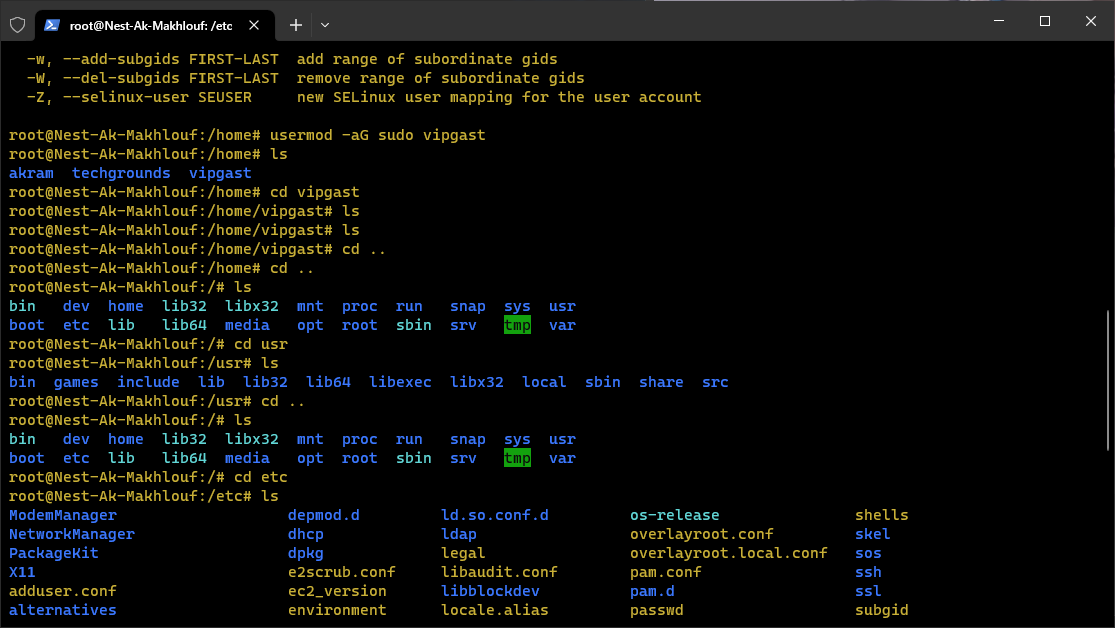 root@Nest-Ak-Makhlouf: /etc
-w, --add-subgids FIRST-LAST  add range of subordinate gids
-W, --del-subgids FIRST-LAST  remove range of subordinate gids
-Z, --selinux-user SEUSER     new SELinux user mapping for the user account
root@Nest-Ak-Makhlouf:/home# usermod -aG sudo vipgast
root@Nest-Ak-Makhlouf:/home# ls
akram  techgrounds  vipgast
root@Nest-Ak-Makhlouf:/home# cd vipgast
root@Nest-Ak-Makhlouf:/home/vipgast# ls
root@Nest-Ak-Makhlouf:/home/vipgast# ls
root@Nest-Ak-Makhlouf:/home/vipgast# cd ..
root@Nest-Ak-Makhlouf:/home# cd ..
root@Nest-Ak-Makhlouf:/# ls
bin   dev  home  lib32  libx32  mnt  proc  run   snap  sys  usr
boot  etc  lib   lib64  media   opt  root  sbin  srv   tmp  var
root@Nest-Ak-Makhlouf:/# cd usr
root@Nest-Ak-Makhlouf:/usr# ls
bin  games  include  lib  lib32  lib64  libexec  libx32  local  sbin  share  src
root@Nest-Ak-Makhlouf:/usr# cd ..
root@Nest-Ak-Makhlouf:/# ls
bin   dev  home  lib32  libx32  mnt  proc  run   snap  sys  usr
boot  etc  lib   lib64  media   opt  root  sbin  srv   tmp  var
root@Nest-Ak-Makhlouf:/# cd etc
root@Nest-Ak-Makhlouf:/etc# ls
ModemManager                   depmod.d         ld.so.conf.d         os-release               shells
NetworkManager                 dhcp             ldap                 overlayroot.conf         skel
PackageKit                     dpkg             legal                overlayroot.local.conf   sos
X11                            e2scrub.conf     libaudit.conf        pam.conf                 ssh
adduser.conf                   ec2_version      libblockdev          pam.d                    ssl
alternatives                   environment      locale.alias         passwd                   subgid